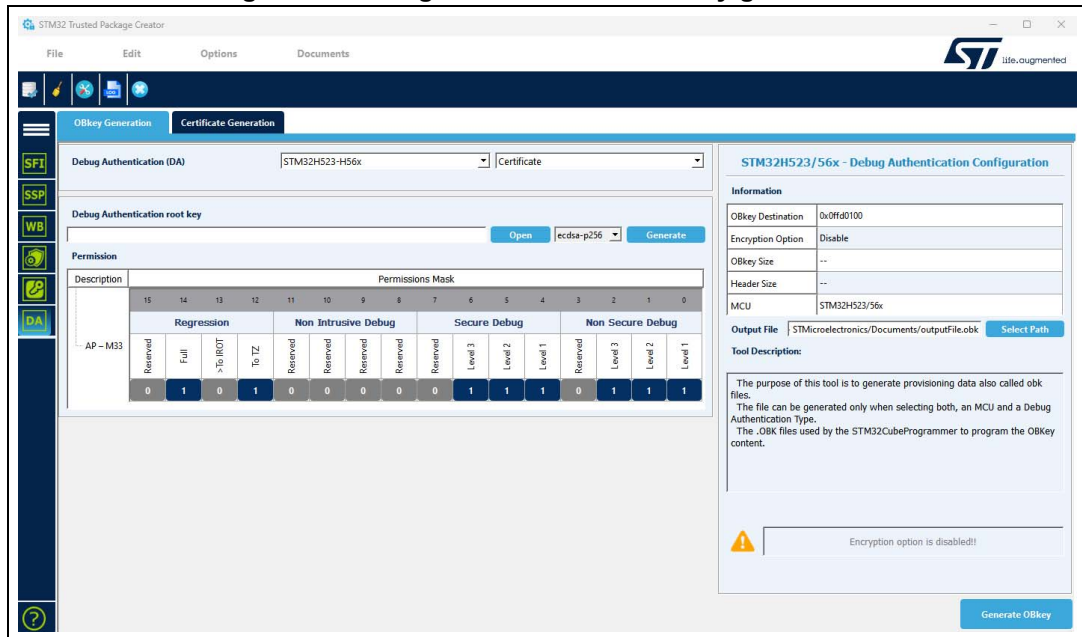 STM32 Trusted Package Creator
File Edit Options Documents
ST life.augmented
LOG
OBkey Generation Certificate Generation
SFI
SSP
WB
DA
?
Debug Authentication (DA) STM32H523-H56x Certificate
Debug Authentication root key
Open ecdsa-p256 Generate
Permission
Description Permissions Mask
15 14 13 12 11 10 9 8 7 6 5 4 3 2 1 0
Regression Non Intrusive Debug Secure Debug Non Secure Debug
AP – M33 Reserved Full >To IROT To TZ Reserved Reserved Reserved Reserved Reserved Level 3 Level 2 Level 1 Reserved Level 3 Level 2 Level 1
0 1 0 1 0 0 0 0 0 1 1 1 0 1 1 1
STM32H523/56x - Debug Authentication Configuration
Information
OBkey Destination 0x0ffd0100
Encryption Option Disable
OBkey Size --
Header Size --
MCU STM32H523/56x
Output File STMicroelectronics/Documents/outputFile.obk Select Path
Tool Description:
The purpose of this tool is to generate provisioning data also called obk
files.
The file can be generated only when selecting both, an MCU and a Debug
Authentication Type.
The .OBK files used by the STM32CubeProgrammer to program the OBKey
content.
Encryption option is disabled!!
Generate OBkey